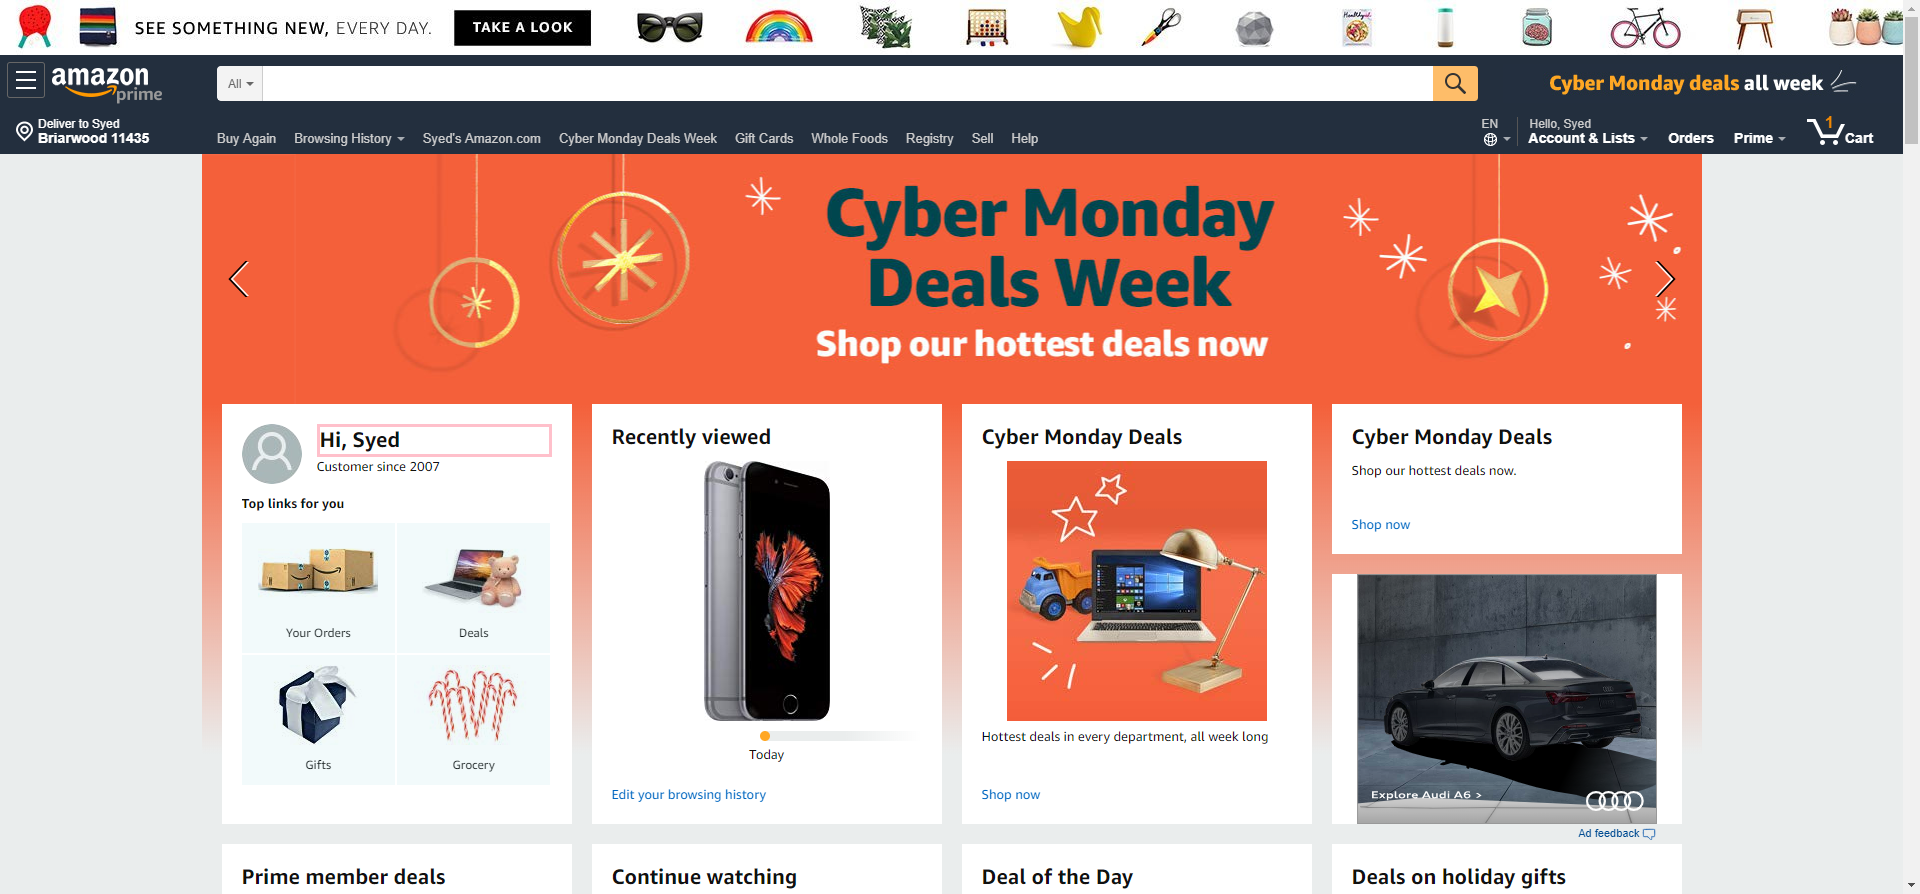 SEE SOMETHING NEW, EVERY DAY. TAKE A LOOK
Healthyish
amazon prime
All
Cyber Monday deals all week
Deliver to Syed
Briarwood 11435
Buy Again Browsing History Syed's Amazon.com Cyber Monday Deals Week Gift Cards Whole Foods Registry Sell Help
EN
Hello, Syed
Account & Lists Orders Prime 1 Cart
Cyber Monday
Deals Week
Shop our hottest deals now
Hi, Syed
Customer since 2007
Top links for you
Your Orders Deals
Gifts Grocery
Recently viewed
Today
Edit your browsing history
Cyber Monday Deals
Hottest deals in every department, all week long
Shop now
Cyber Monday Deals
Shop our hottest deals now.
Shop now
Explore Audi A6 >
Ad feedback
Prime member deals
Continue watching
Deal of the Day
Deals on holiday gifts